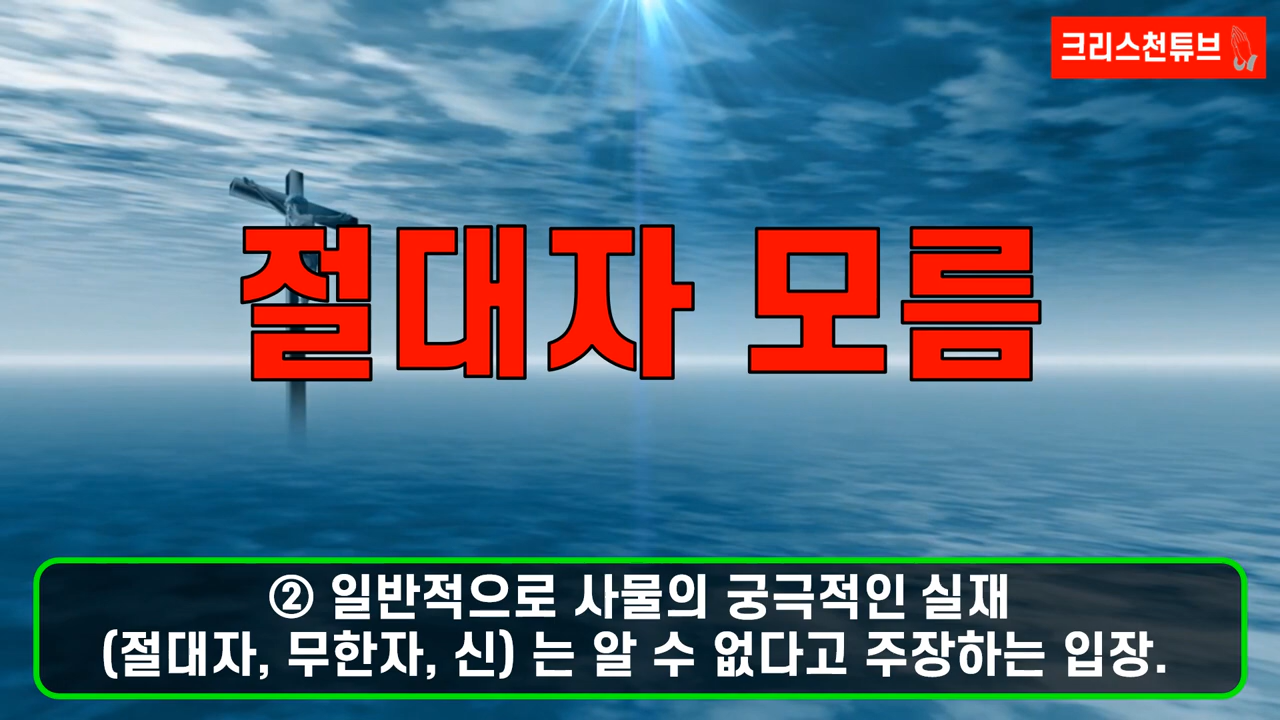 크리스천튜브
절대자 모름
② 일반적으로 사물의 궁극적인 실재
(절대자, 무한자, 신) 는 알 수 없다고 주장하는 입장.